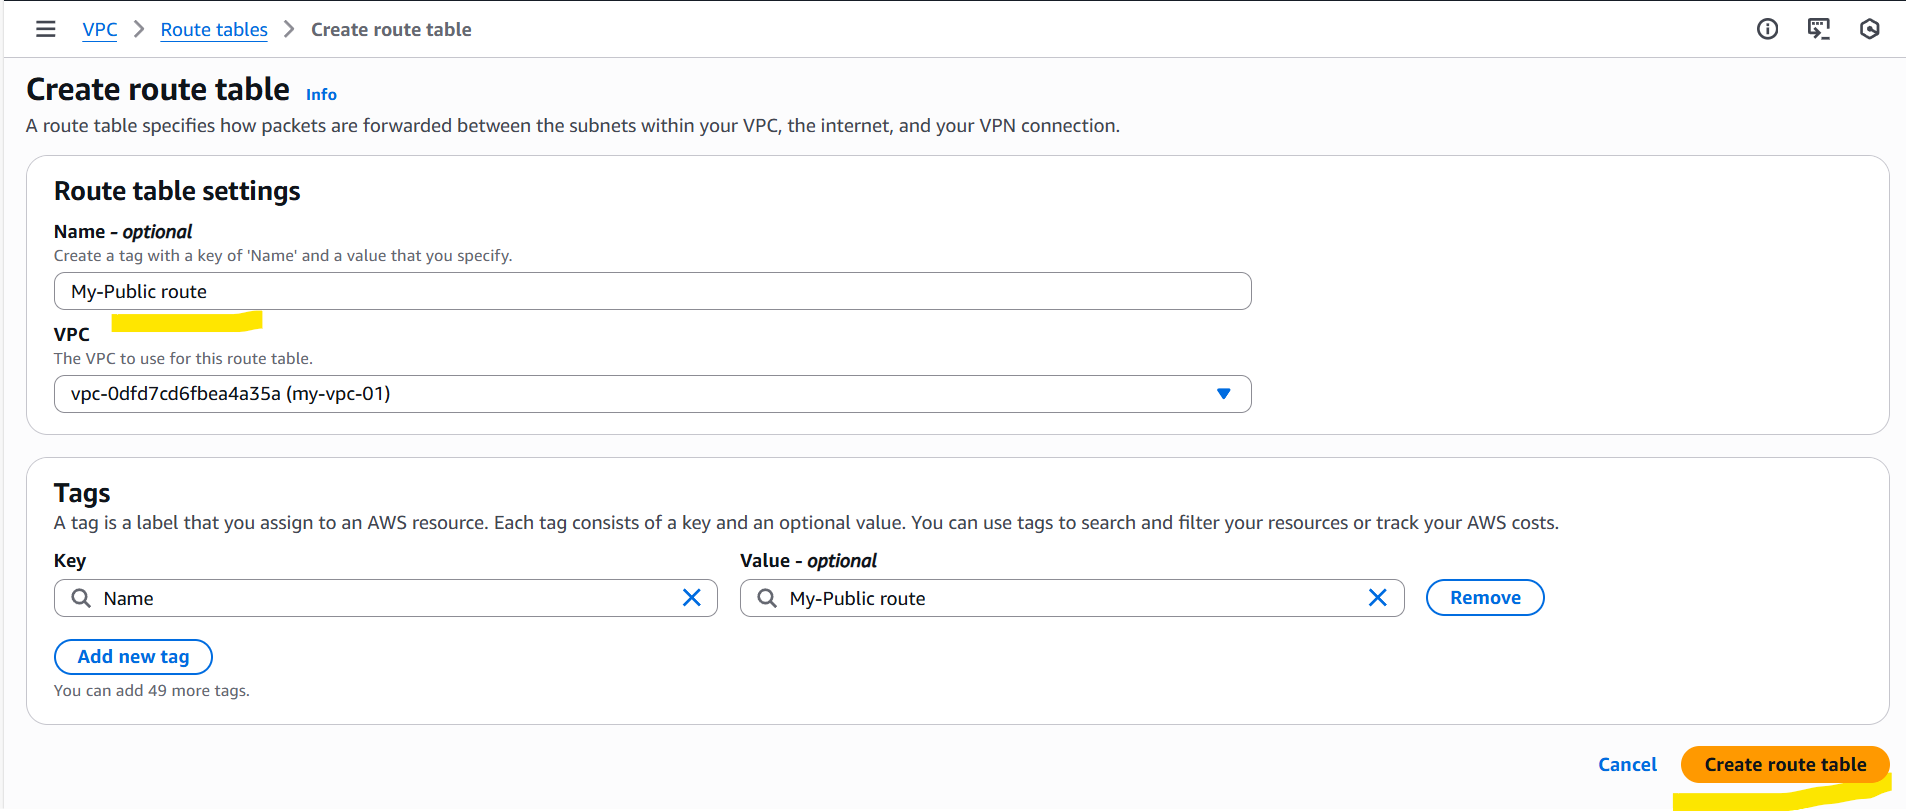 VPC > Route tables > Create route table
Create route table Info
A route table specifies how packets are forwarded between the subnets within your VPC, the internet, and your VPN connection.
Route table settings
Name - optional
Create a tag with a key of 'Name' and a value that you specify.
My-Public route
VPC
The VPC to use for this route table.
vpc-0dfd7cd6fbea4a35a (my-vpc-01)
Tags
A tag is a label that you assign to an AWS resource. Each tag consists of a key and an optional value. You can use tags to search and filter your resources or track your AWS costs.
Key Value - optional
Name My-Public route Remove
Add new tag
You can add 49 more tags.
Cancel Create route table